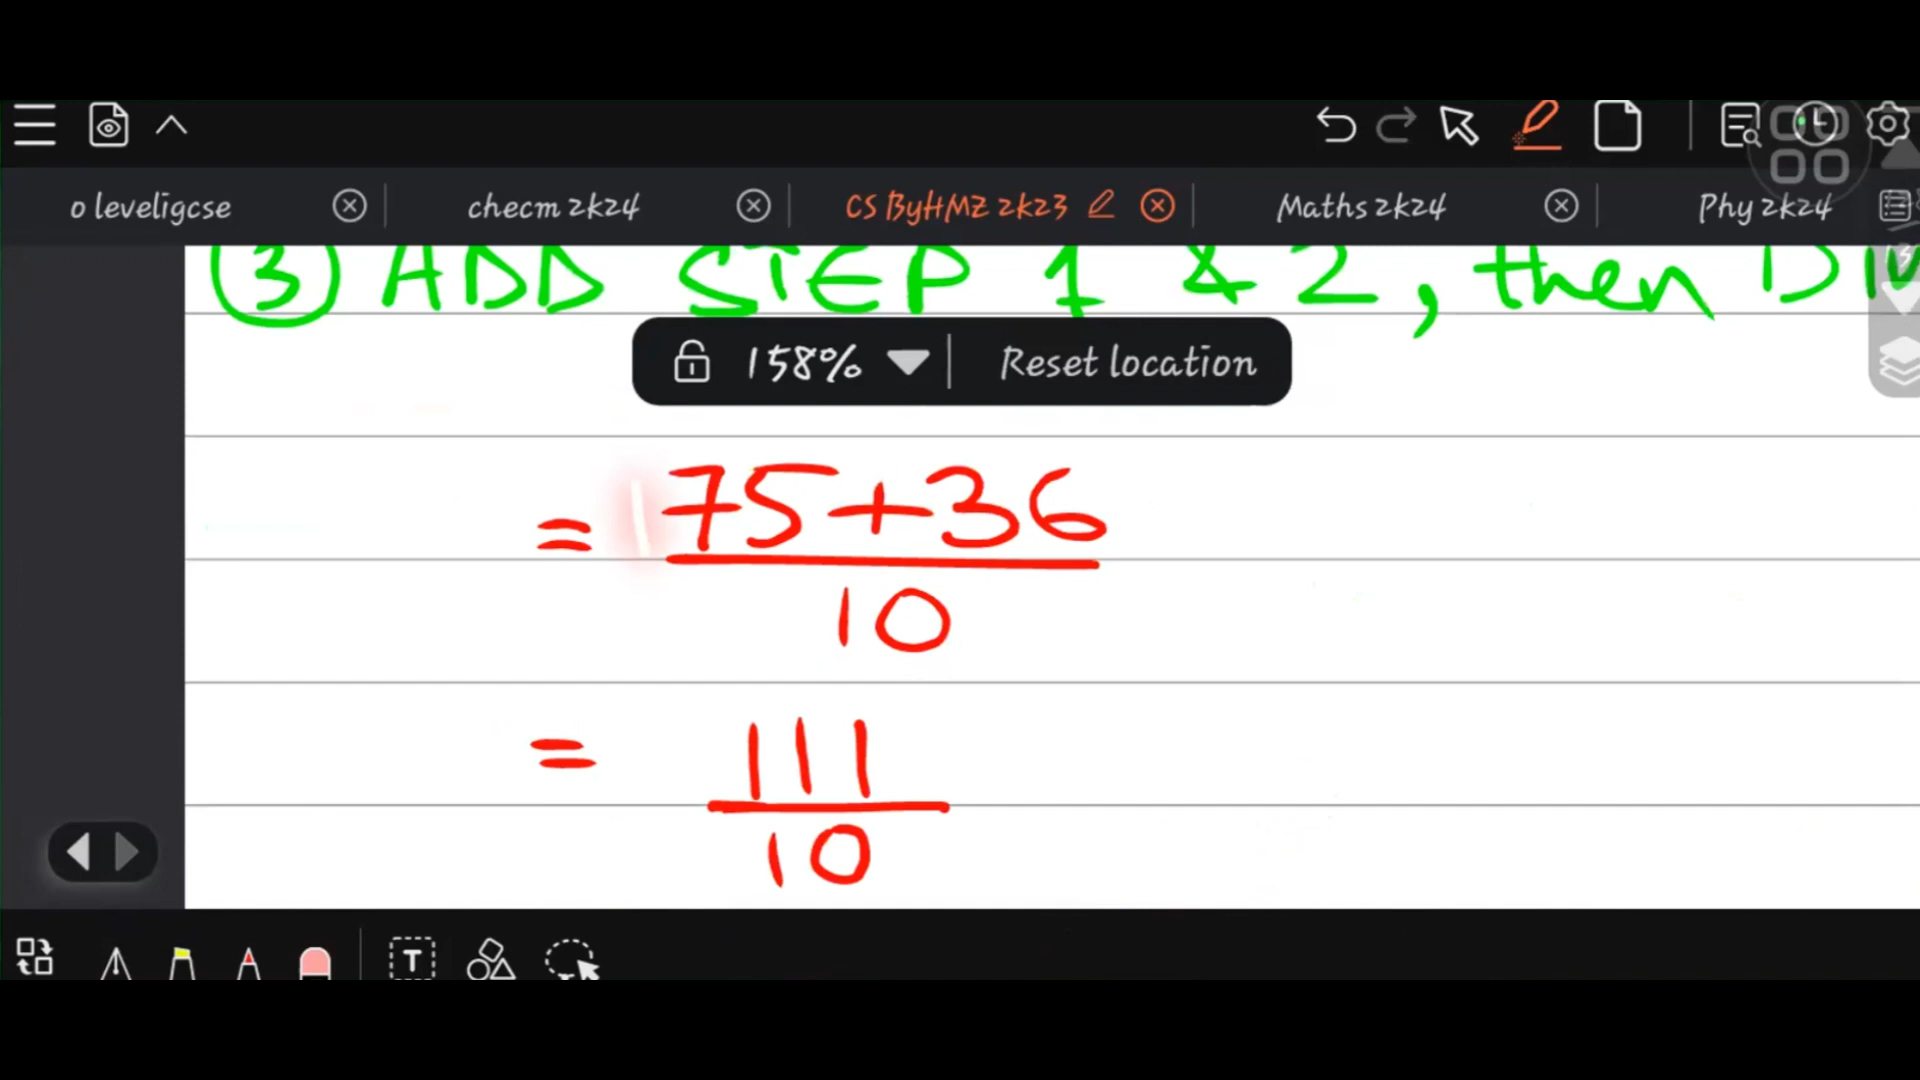 o leveligcse checm 2k24 CS ByHMZ 2k23 Maths 2k24 Phy 2k24
③ ADD STEP 1 & 2, then DIV
158% Reset location
= 75+36
10
= 111
10
T